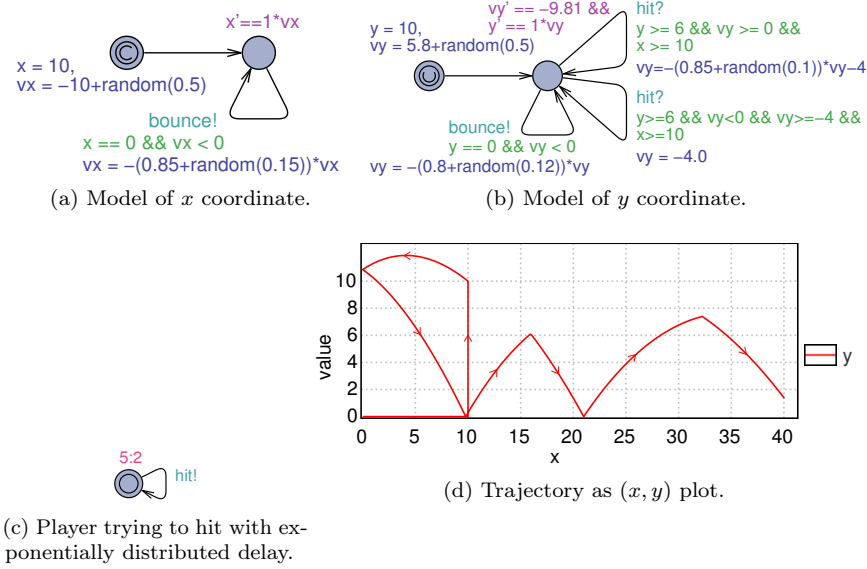 x'==1*vx
x = 10,
vx = −10+random(0.5)
bounce!
x == 0 && vx < 0
vx = −(0.85+random(0.15))*vx
(a) Model of x coordinate.
vy' == −9.81 &&
y' == 1*vy
y = 10,
vy = 5.8+random(0.5)
hit?
y >= 6 && vy >= 0 &&
x >= 10
vy=−(0.85+random(0.1))*vy−4
hit?
y>=6 && vy<0 && vy>=−4 &&
x>=10
vy = −4.0
bounce!
y == 0 && vy < 0
vy = −(0.8+random(0.12))*vy
(b) Model of y coordinate.
5:2
hit!
(c) Player trying to hit with ex-
ponentially distributed delay.
value
10
8
6
4
2
0
0 5 10 15 20 25 30 35 40
x
y
(d) Trajectory as (x, y) plot.